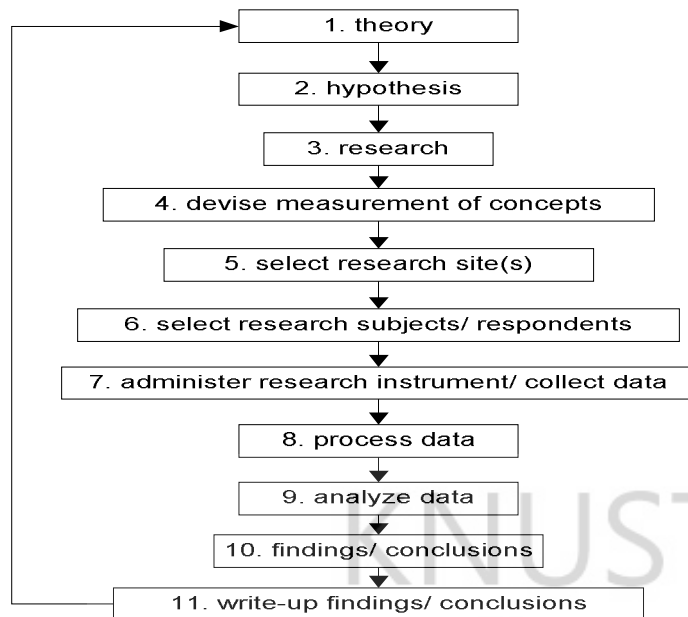 1. theory
2. hypothesis
3. research
4. devise measurement of concepts
5. select research site(s)
6. select research subjects/ respondents
7. administer research instrument/ collect data
8. process data
9. analyze data
KNUST
10. findings/ conclusions
11. write-up findings/ conclusions